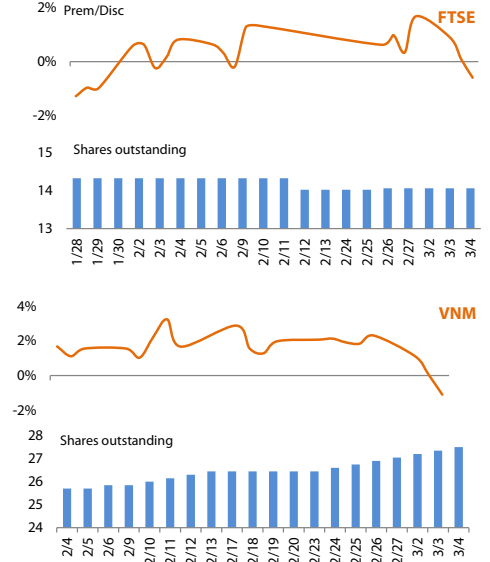 2%
Prem/Disc
FTSE
0%
-2%
15
Shares outstanding
14
13
1/28 1/29 1/30 2/2 2/3 2/4 2/5 2/6 2/9 2/10 2/11 2/12 2/13 2/24 2/25 2/26 2/27 3/2 3/3 3/4
4%
VNM
2%
0%
-2%
28
Shares outstanding
27
26
25
24
2/4 2/5 2/6 2/9 2/10 2/11 2/12 2/13 2/17 2/18 2/19 2/20 2/23 2/24 2/25 2/26 2/27 3/2 3/3 3/4